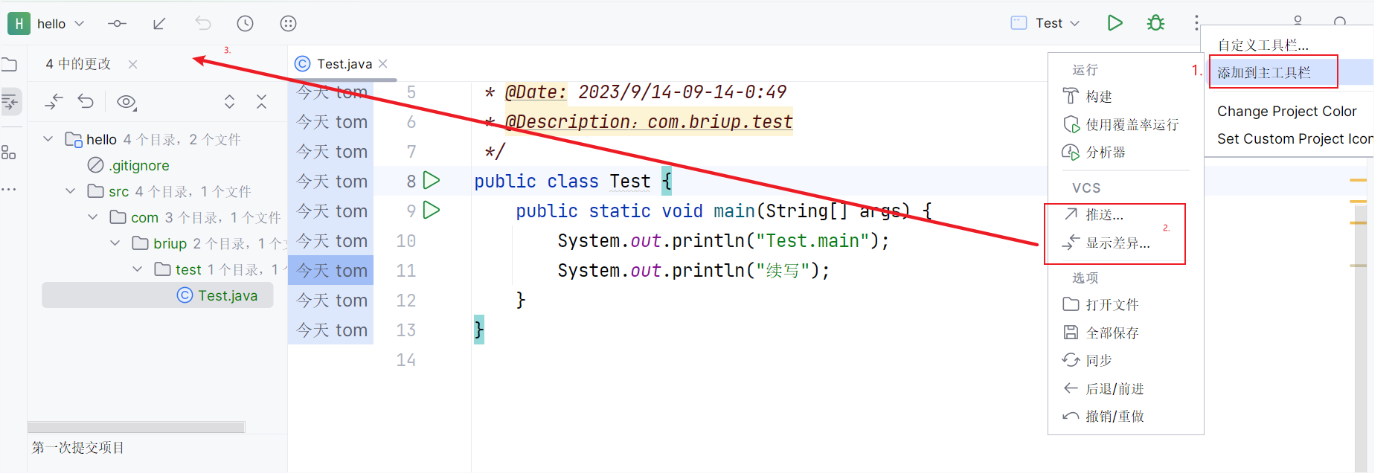 H hello
Test
4 中的更改
3.
Test.java
hello 4 个目录，2 个文件
.gitignore
src 4 个目录，1 个文件
com 3 个目录，1 个文件
briup 2 个目录，1
test 1 个目录，1
Test.java
第一次提交项目
今天 tom 5 * @Date: 2023/9/14-09-14-0:49
今天 tom 6 * @Description. com.briup.test
今天 tom 7 */
今天 tom 8 public class Test {
今天 tom 9 public static void main(String[] args) {
今天 tom 10 System.out.println("Test.main");
今天 tom 11 System.out.println("续写");
今天 tom 12 }
今天 tom 13 }
14
运行
构建
使用覆盖率运行
分析器
VCS
推送...
2.
显示差异...
选项
打开文件
全部保存
同步
后退/前进
撤销/重做
自定义工具栏...
1.
添加到主工具栏
Change Project Color
Set Custom Project Icon